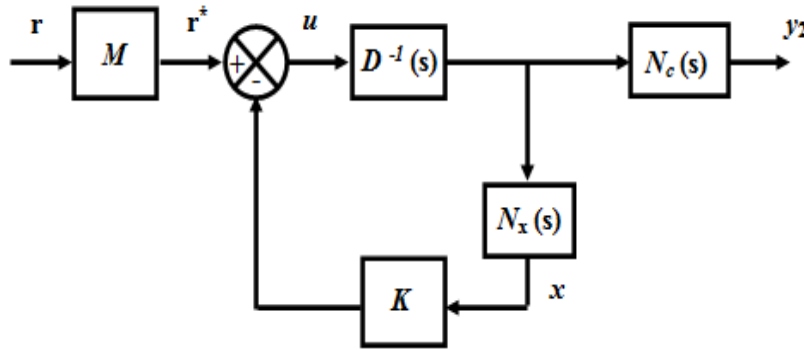 r
M
r*
u
D⁻¹(s)
N_c(s)
y₂
+
-
N_x(s)
K
x